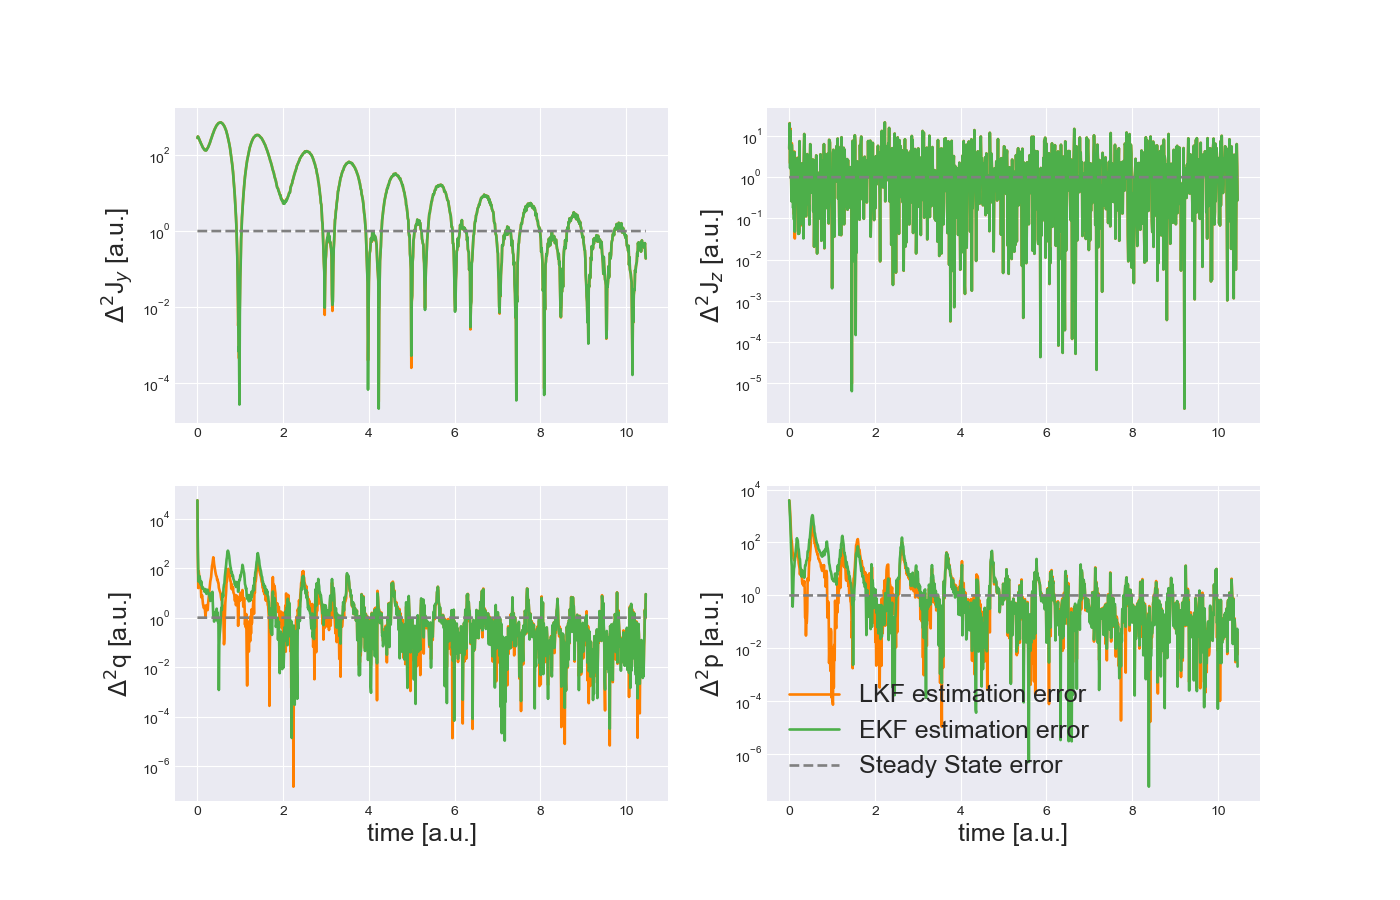 Δ²J_y [a.u.]
10²
10⁰
10⁻²
10⁻⁴
0 2 4 6 8 10
Δ²J_z [a.u.]
10¹
10⁰
10⁻¹
10⁻²
10⁻³
10⁻⁴
10⁻⁵
0 2 4 6 8 10
Δ²q [a.u.]
10⁴
10²
10⁰
10⁻²
10⁻⁴
10⁻⁶
0 2 4 6 8 10
time [a.u.]
Δ²p [a.u.]
10⁴
10²
10⁰
10⁻²
10⁻⁴
10⁻⁶
LKF estimation error
EKF estimation error
Steady State error
0 2 4 6 8 10
time [a.u.]